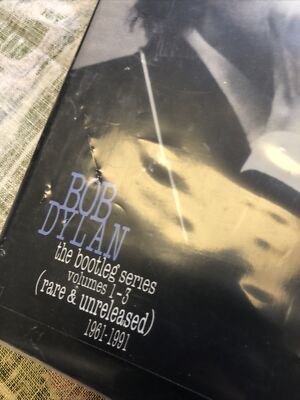 BOB
DYLAN
the bootleg series
volumes 1-3
(rare & unreleased)
1961-1991